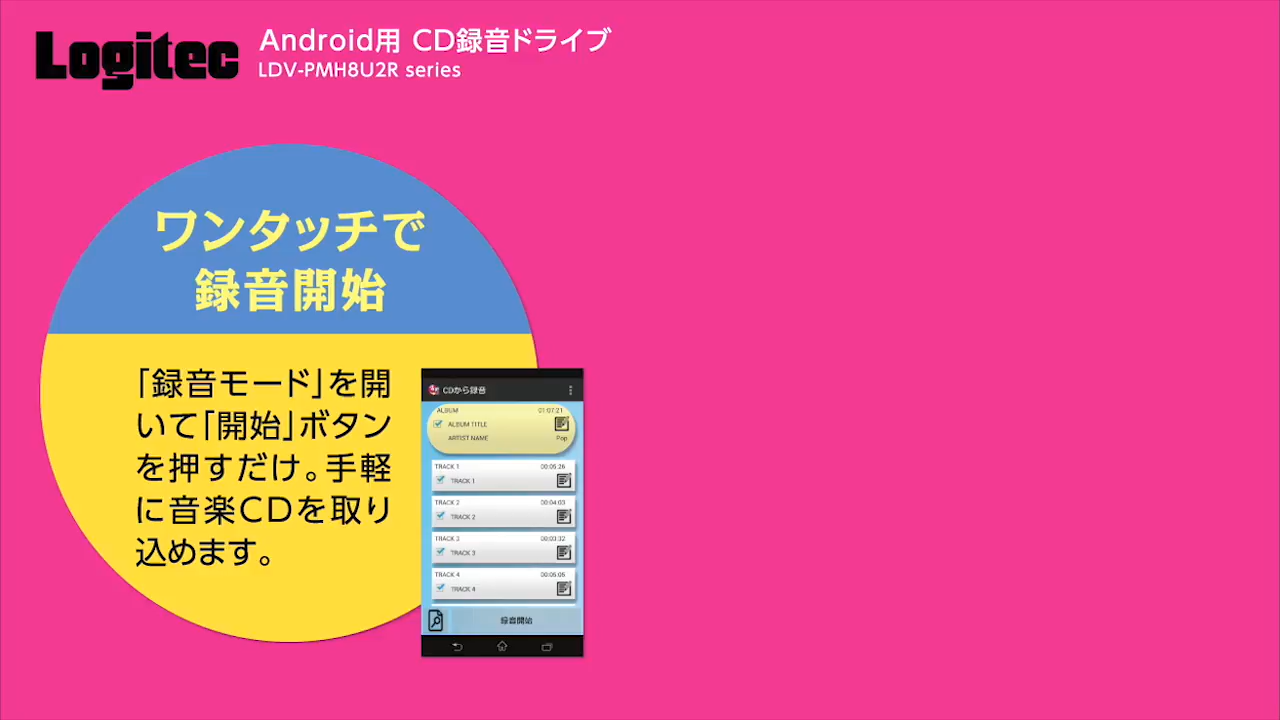 Logitec
Android用 CD録音ドライブ
LDV-PMH8U2R series
ワンタッチで
録音開始
「録音モード」を開
いて「開始」ボタン
を押すだけ。手軽
に音楽CDを取り
込めます。
CDから録音
ALBUM 01:07:21
ALBUM TITLE
ARTIST NAME Pop
TRACK 1 00:05:26
TRACK 1
TRACK 2 00:04:03
TRACK 2
TRACK 3 00:03:32
TRACK 3
TRACK 4 00:05:05
TRACK 4
録音開始